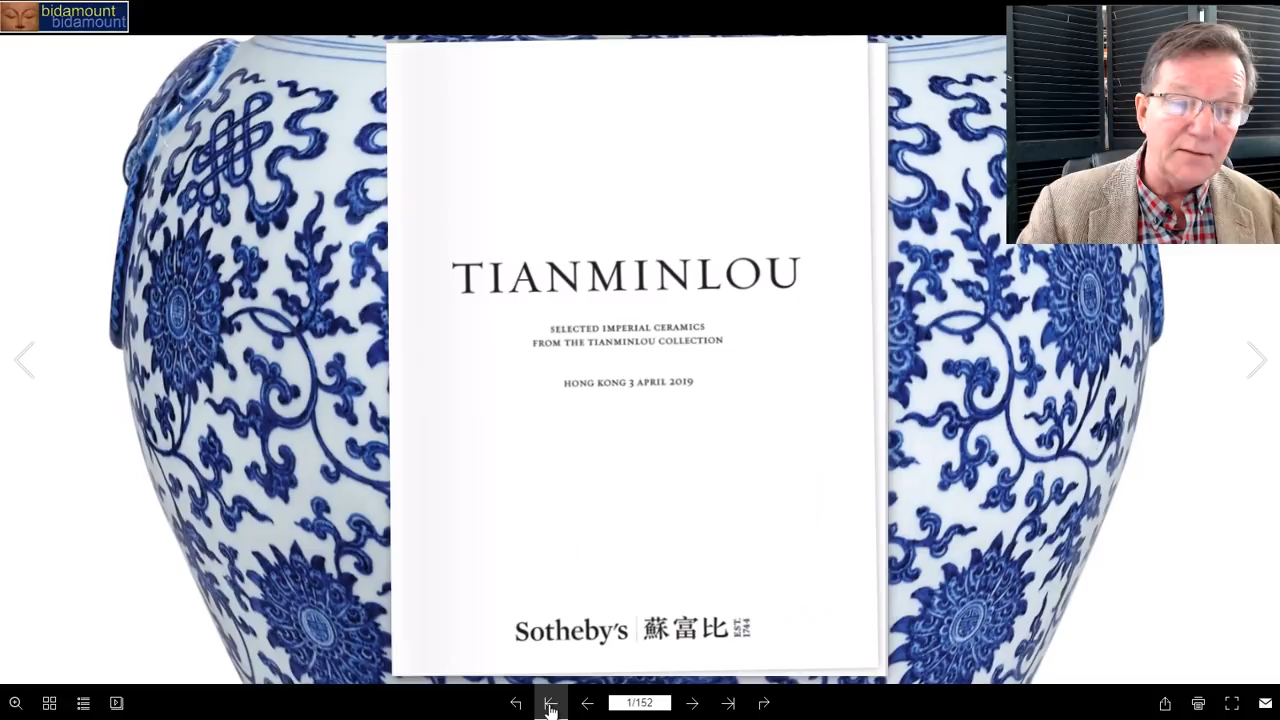 bidamount
bidamount
TIANMINLOU
SELECTED IMPERIAL CERAMICS
FROM THE TIANMINLOU COLLECTION
HONG KONG 3 APRIL 2019
Sotheby's 蘇富比 EST. 1744
1/152